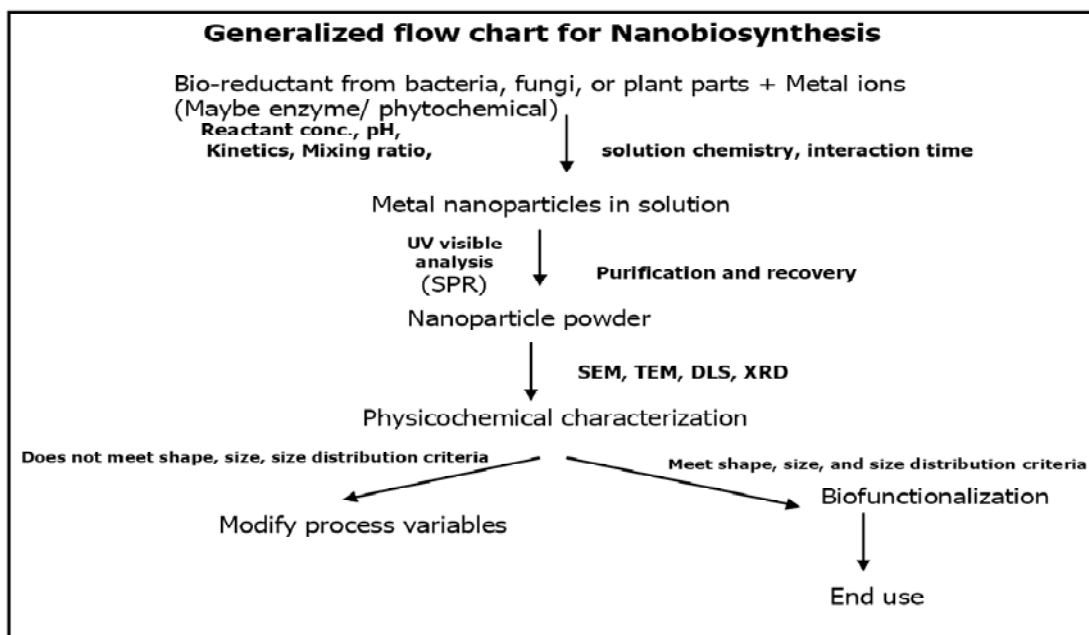 Generalized flow chart for Nanobiosynthesis
Bio-reductant from bacteria, fungi, or plant parts + Metal ions
(Maybe enzyme/ phytochemical)
Reactant conc., pH,
Kinetics, Mixing ratio,
solution chemistry, interaction time
Metal nanoparticles in solution
UV visible
analysis
(SPR)
Purification and recovery
Nanoparticle powder
SEM, TEM, DLS, XRD
Physicochemical characterization
Does not meet shape, size, size distribution criteria
Meet shape, size, and size distribution criteria
Modify process variables
Biofunctionalization
End use